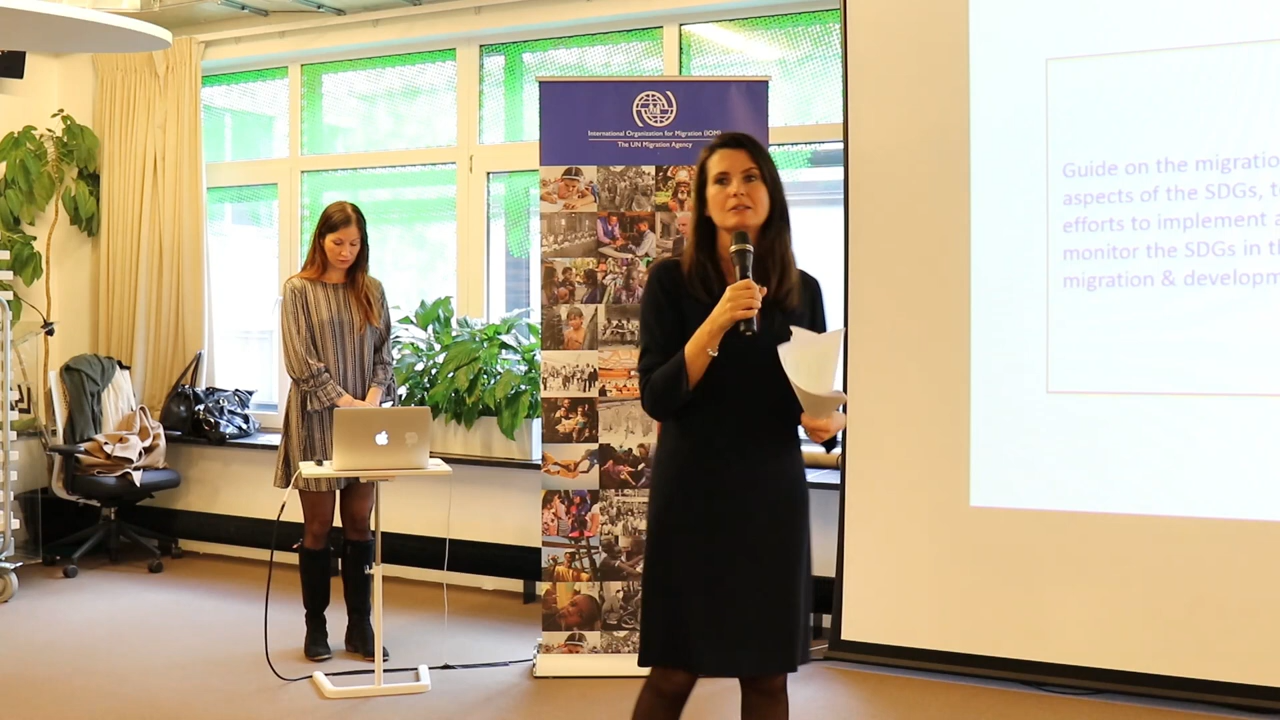 International Organization for Migration (IOM)
The UN Migration Agency
Guide on the migratio
aspects of the SDGs, t
efforts to implement a
monitor the SDGs in th
migration & developm